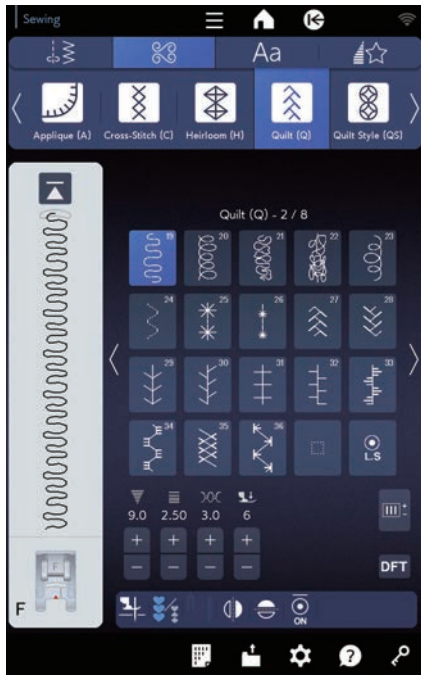 Sewing
Aa
Applique (A) Cross-Stitch (C) Heirloom (H) Quilt (Q) Quilt Style (QS)
Quilt (Q) - 2 / 8
19 20 21 22 23
24 25 26 27 28
29 30 31 32 33
34 35 36 L.S
9.0 2.50 3.0 6
+ + + +
- - - -
DFT
F
F
ON
?